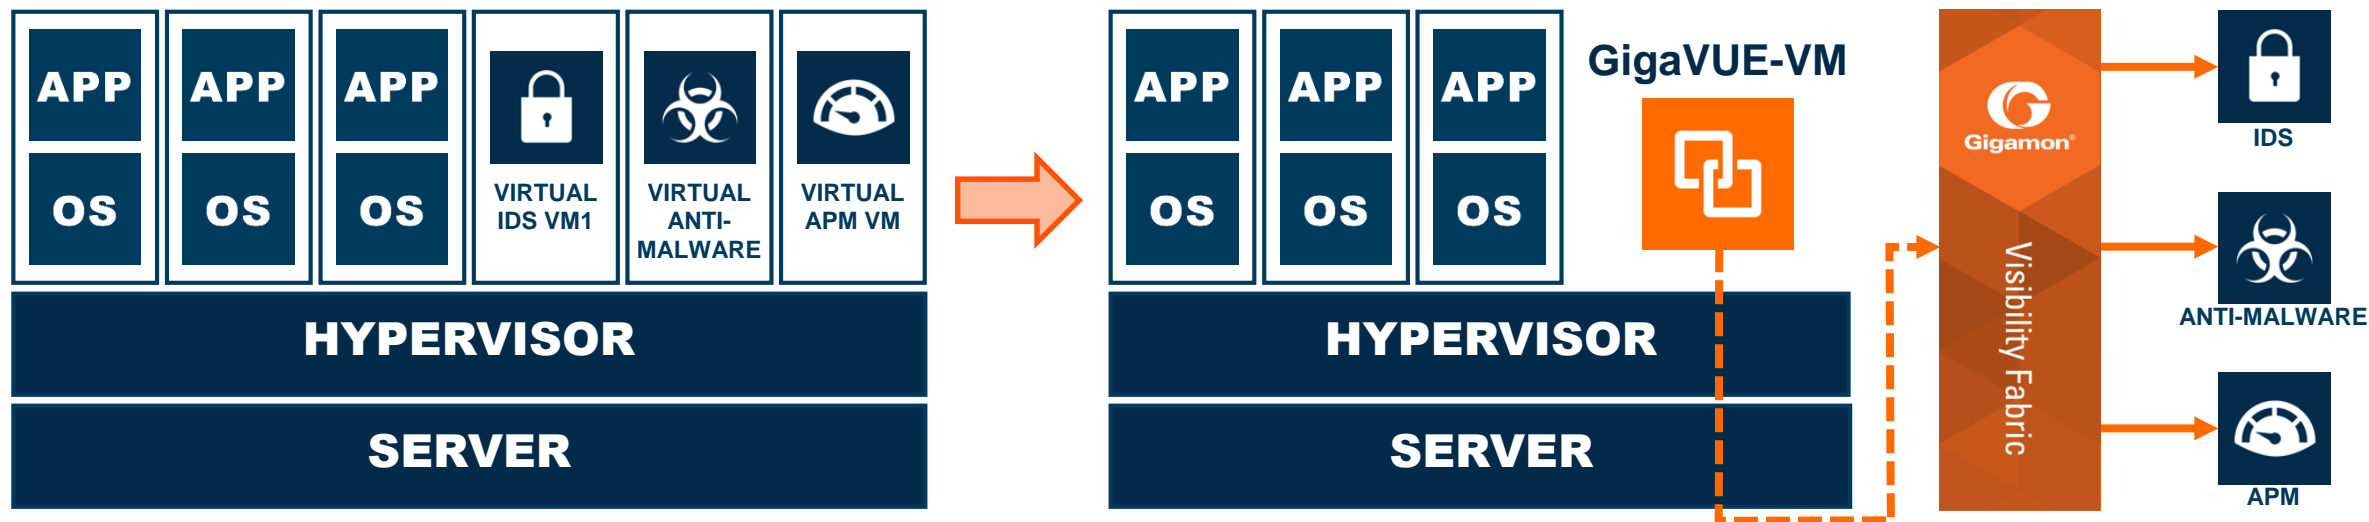 APP
OS
APP
OS
APP
OS
VIRTUAL
IDS VM1
VIRTUAL
ANTI-
MALWARE
VIRTUAL
APM VM
HYPERVISOR
SERVER
APP
OS
APP
OS
APP
OS
GigaVUE-VM
HYPERVISOR
SERVER
Gigamon®
Visibility Fabric
IDS
ANTI-MALWARE
APM